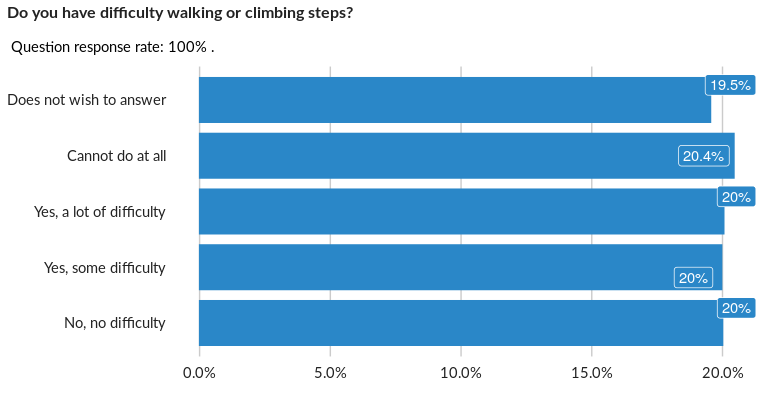 Do you have difficulty walking or climbing steps?
Question response rate: 100% .
Does not wish to answer 19.5%
Cannot do at all 20.4%
Yes, a lot of difficulty 20%
Yes, some difficulty 20%
No, no difficulty 20%
0.0% 5.0% 10.0% 15.0% 20.0%